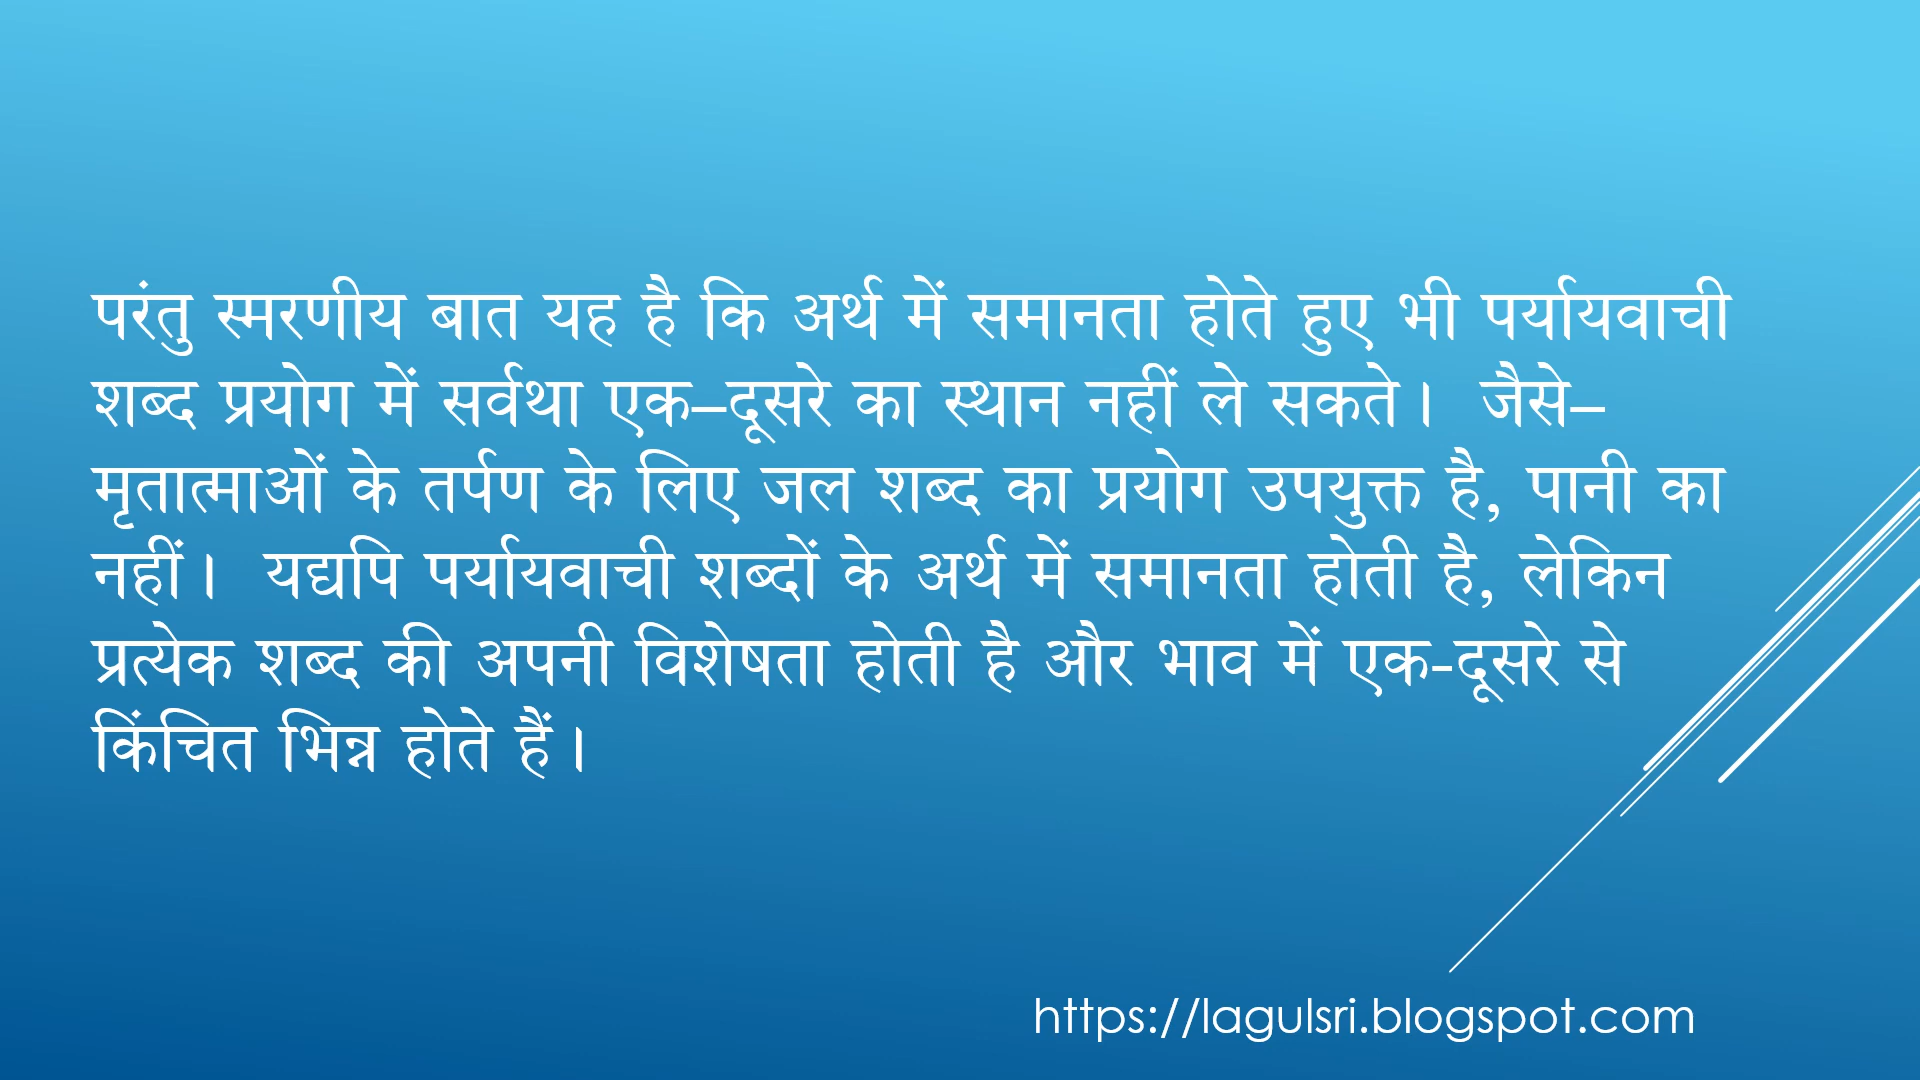 परंतु स्मरणीय बात यह है कि अर्थ में समानता होते हुए भी पर्यायवाची
शब्द प्रयोग में सर्वथा एक–दूसरे का स्थान नहीं ले सकते।  जैसे–
मृतात्माओं के तर्पण के लिए जल शब्द का प्रयोग उपयुक्त है, पानी का
नहीं।  यद्यपि पर्यायवाची शब्दों के अर्थ में समानता होती है, लेकिन
प्रत्येक शब्द की अपनी विशेषता होती है और भाव में एक-दूसरे से
किंचित भिन्न होते हैं।
https://lagulsri.blogspot.com